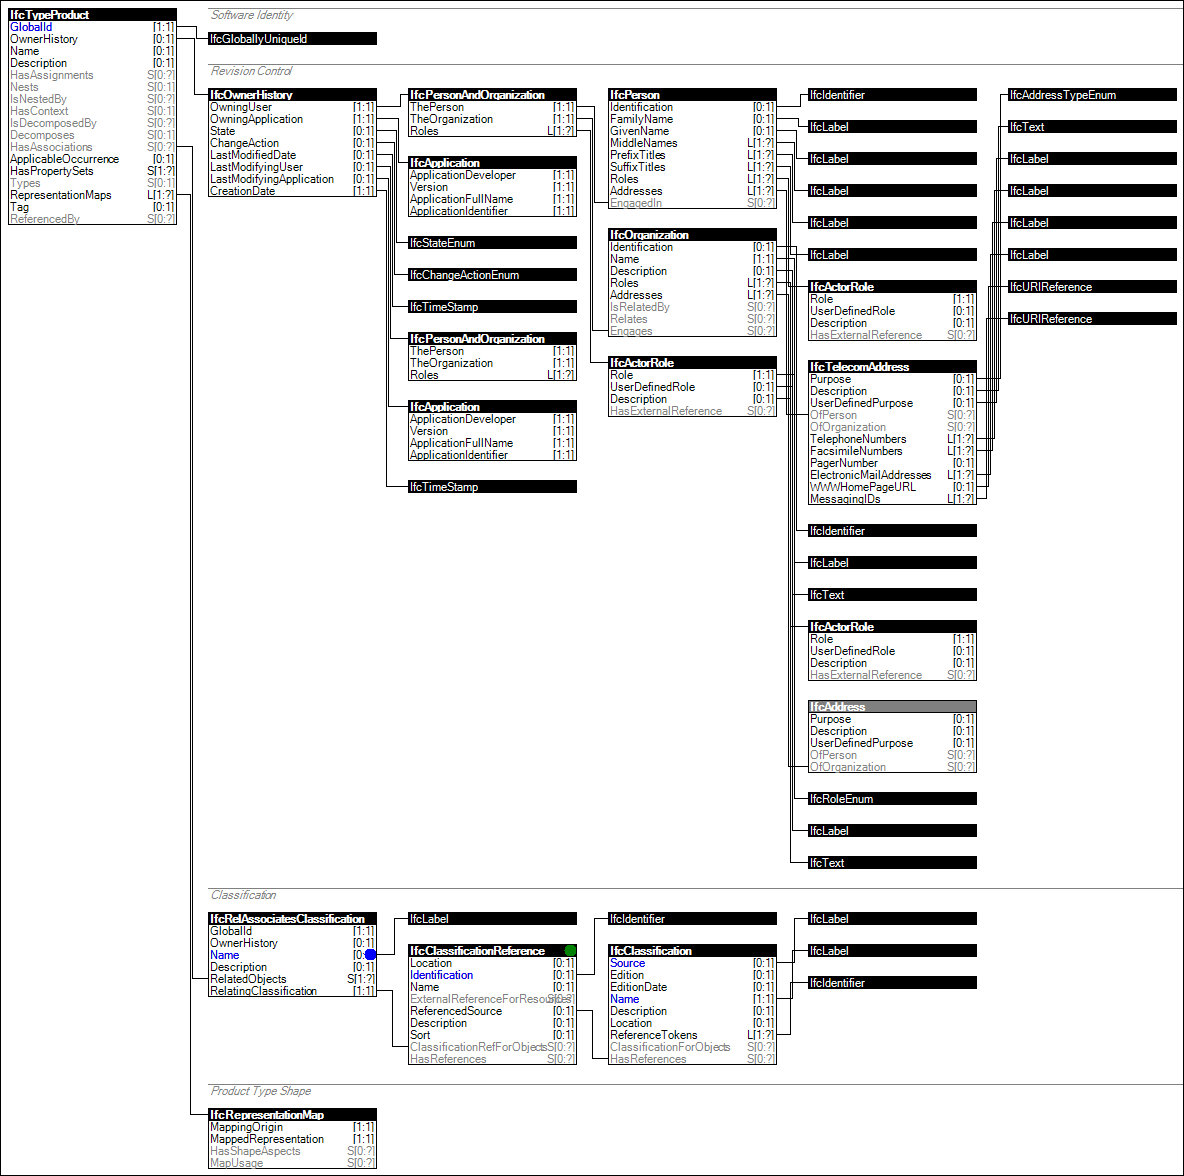 IfcTypeProduct
GlobalId [1:1]
OwnerHistory [0:1]
Name [0:1]
Description [0:1]
HasAssignments S[0:?]
Nests S[0:1]
IsNestedBy S[0:?]
HasContext S[0:1]
IsDecomposedBy S[0:?]
Decomposes S[0:1]
HasAssociations S[0:?]
ApplicableOccurrence [0:1]
HasPropertySets S[1:?]
Types S[0:1]
RepresentationMaps L[1:?]
Tag [0:1]
ReferencedBy S[0:?]
Software Identity
IfcGloballyUniqueId
Revision Control
IfcOwnerHistory
OwningUser [1:1]
OwningApplication [1:1]
State [0:1]
ChangeAction [0:1]
LastModifiedDate [0:1]
LastModifyingUser [0:1]
LastModifyingApplication [0:1]
CreationDate [1:1]
IfcPersonAndOrganization
ThePerson [1:1]
TheOrganization [1:1]
Roles L[1:?]
IfcApplication
ApplicationDeveloper [1:1]
Version [1:1]
ApplicationFullName [1:1]
ApplicationIdentifier [1:1]
IfcStateEnum
IfcChangeActionEnum
IfcTimeStamp
IfcPersonAndOrganization
ThePerson [1:1]
TheOrganization [1:1]
Roles L[1:?]
IfcApplication
ApplicationDeveloper [1:1]
Version [1:1]
ApplicationFullName [1:1]
ApplicationIdentifier [1:1]
IfcTimeStamp
IfcPerson
Identification [0:1]
FamilyName [0:1]
GivenName [0:1]
MiddleNames L[1:?]
PrefixTitles L[1:?]
SuffixTitles L[1:?]
Roles L[1:?]
Addresses L[1:?]
EngagedIn S[0:?]
IfcOrganization
Identification [0:1]
Name [1:1]
Description [0:1]
Roles L[1:?]
Addresses L[1:?]
IsRelatedBy S[0:?]
Relates S[0:?]
Engages S[0:?]
IfcActorRole
Role [1:1]
UserDefinedRole [0:1]
Description [0:1]
HasExternalReference S[0:?]
IfcIdentifier
IfcLabel
IfcLabel
IfcLabel
IfcLabel
IfcLabel
IfcActorRole
Role [1:1]
UserDefinedRole [0:1]
Description [0:1]
HasExternalReference S[0:?]
IfcTelecomAddress
Purpose [0:1]
Description [0:1]
UserDefinedPurpose [0:1]
OfPerson S[0:?]
OfOrganization S[0:?]
TelephoneNumbers L[1:?]
FacsimileNumbers L[1:?]
PagerNumber [0:1]
ElectronicMailAddresses L[1:?]
WWWHomePageURL [0:1]
MessagingIDs L[1:?]
IfcIdentifier
IfcLabel
IfcText
IfcActorRole
Role [1:1]
UserDefinedRole [0:1]
Description [0:1]
HasExternalReference S[0:?]
IfcAddress
Purpose [0:1]
Description [0:1]
UserDefinedPurpose [0:1]
OfPerson S[0:?]
OfOrganization S[0:?]
IfcRoleEnum
IfcLabel
IfcText
IfcAddressTypeEnum
IfcText
IfcLabel
IfcLabel
IfcLabel
IfcLabel
IfcURIReference
IfcURIReference
Classification
IfcRelAssociatesClassification
GlobalId [1:1]
OwnerHistory [0:1]
Name
Description [0:1]
RelatedObjects S[1:?]
RelatingClassification [1:1]
IfcLabel
IfcClassificationReference
Location [0:1]
Identification [0:1]
Name [0:1]
ExternalReferenceForResources S[0:?]
ReferencedSource [0:1]
Description [0:1]
Sort [0:1]
ClassificationRefForObjects S[0:?]
HasReferences S[0:?]
IfcIdentifier
IfcClassification
Source [0:1]
Edition [0:1]
EditionDate [0:1]
Name [1:1]
Description [0:1]
Location [0:1]
ReferenceTokens L[1:?]
ClassificationForObjects S[0:?]
HasReferences S[0:?]
IfcLabel
IfcLabel
IfcIdentifier
Product Type Shape
IfcRepresentationMap
MappingOrigin [1:1]
MappedRepresentation [1:1]
HasShapeAspects S[0:?]
MapUsage S[0:?]